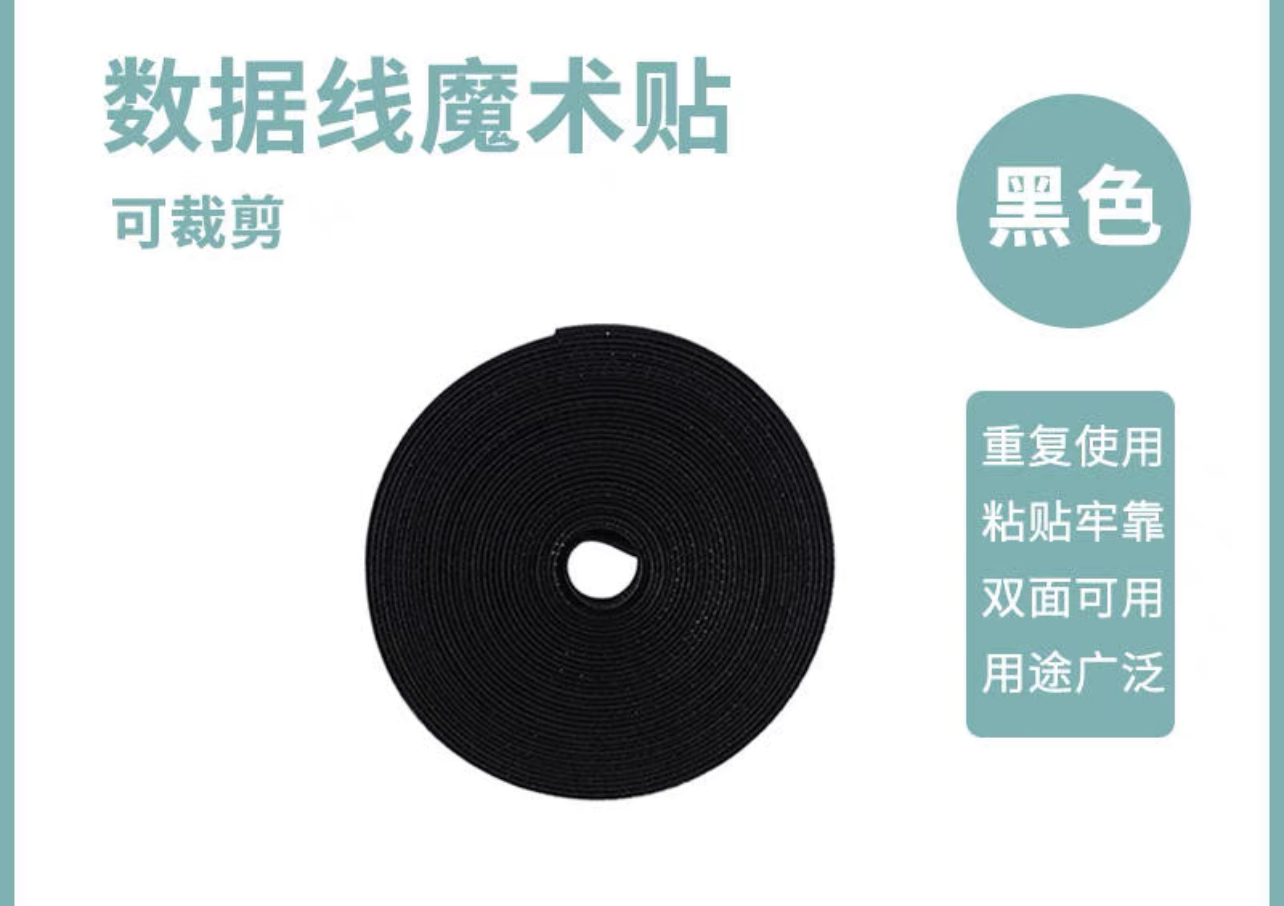 数据线魔术贴
可裁剪
黑色
重复使用
粘贴牢靠
双面可用
用途广泛